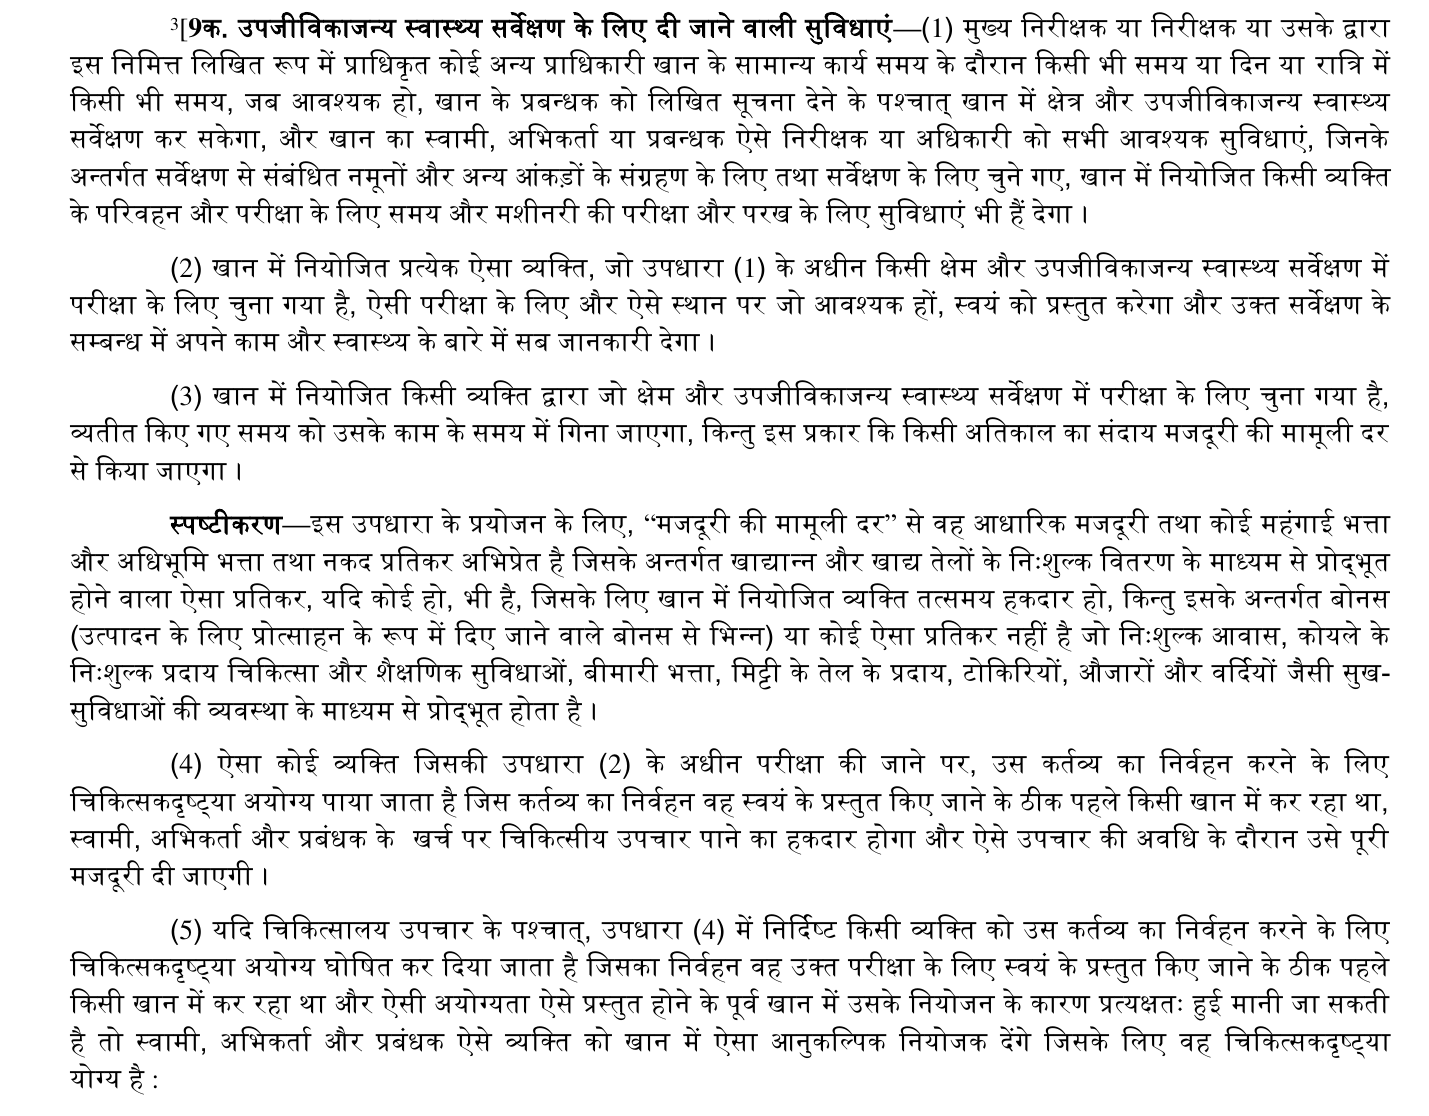 3[9क. उपजीविकाजन्य स्वास्थ्य सर्वेक्षण के लिए दी जाने वाली सुविधाएं—(1) मुख्य निरीक्षक या निरीक्षक या उसके द्वारा
इस निमित्त लिखित रूप में प्राधिकृत कोई अन्य प्राधिकारी खान के सामान्य कार्य समय के दौरान किसी भी समय या दिन या रात्रि में
किसी भी समय, जब आवश्यक हो, खान के प्रबन्धक को लिखित सूचना देने के पश्चात् खान में क्षेत्र और उपजीविकाजन्य स्वास्थ्य
सर्वेक्षण कर सकेगा, और खान का स्वामी, अभिकर्ता या प्रबन्धक ऐसे निरीक्षक या अधिकारी को सभी आवश्यक सुविधाएं, जिनके
अन्तर्गत सर्वेक्षण से संबंधित नमूनों और अन्य आंकड़ों के संग्रहण के लिए तथा सर्वेक्षण के लिए चुने गए, खान में नियोजित किसी व्यक्ति
के परिवहन और परीक्षा के लिए समय और मशीनरी की परीक्षा और परख के लिए सुविधाएं भी हैं देगा ।
(2) खान में नियोजित प्रत्येक ऐसा व्यक्ति, जो उपधारा (1) के अधीन किसी क्षेम और उपजीविकाजन्य स्वास्थ्य सर्वेक्षण में
परीक्षा के लिए चुना गया है, ऐसी परीक्षा के लिए और ऐसे स्थान पर जो आवश्यक हों, स्वयं को प्रस्तुत करेगा और उक्त सर्वेक्षण के
सम्बन्ध में अपने काम और स्वास्थ्य के बारे में सब जानकारी देगा ।
(3) खान में नियोजित किसी व्यक्ति द्वारा जो क्षेम और उपजीविकाजन्य स्वास्थ्य सर्वेक्षण में परीक्षा के लिए चुना गया है,
व्यतीत किए गए समय को उसके काम के समय में गिना जाएगा, किन्तु इस प्रकार कि किसी अतिकाल का संदाय मजदूरी की मामूली दर
से किया जाएगा ।
स्पष्टीकरण—इस उपधारा के प्रयोजन के लिए, “मजदूरी की मामूली दर” से वह आधारिक मजदूरी तथा कोई महंगाई भत्ता
और अधिभूमि भत्ता तथा नकद प्रतिकर अभिप्रेत है जिसके अन्तर्गत खाद्यान्न और खाद्य तेलों के निःशुल्क वितरण के माध्यम से प्रोद्‌भूत
होने वाला ऐसा प्रतिकर, यदि कोई हो, भी है, जिसके लिए खान में नियोजित व्यक्ति तत्समय हकदार हो, किन्तु इसके अन्तर्गत बोनस
(उत्पादन के लिए प्रोत्साहन के रूप में दिए जाने वाले बोनस से भिन्न) या कोई ऐसा प्रतिकर नहीं है जो निःशुल्क आवास, कोयले के
निःशुल्क प्रदाय चिकित्सा और शैक्षणिक सुविधाओं, बीमारी भत्ता, मिट्टी के तेल के प्रदाय, टोकिरियों, औजारों और वर्दियों जैसी सुख-
सुविधाओं की व्यवस्था के माध्यम से प्रोद्‌भूत होता है ।
(4) ऐसा कोई व्यक्ति जिसकी उपधारा (2) के अधीन परीक्षा की जाने पर, उस कर्तव्य का निर्वहन करने के लिए
चिकित्सकदृष्ट्या अयोग्य पाया जाता है जिस कर्तव्य का निर्वहन वह स्वयं के प्रस्तुत किए जाने के ठीक पहले किसी खान में कर रहा था,
स्वामी, अभिकर्ता और प्रबंधक के खर्च पर चिकित्सीय उपचार पाने का हकदार होगा और ऐसे उपचार की अवधि के दौरान उसे पूरी
मजदूरी दी जाएगी ।
(5) यदि चिकित्सालय उपचार के पश्चात्, उपधारा (4) में निर्दिष्ट किसी व्यक्ति को उस कर्तव्य का निर्वहन करने के लिए
चिकित्सकदृष्ट्या अयोग्य घोषित कर दिया जाता है जिसका निर्वहन वह उक्त परीक्षा के लिए स्वयं के प्रस्तुत किए जाने के ठीक पहले
किसी खान में कर रहा था और ऐसी अयोग्यता ऐसे प्रस्तुत होने के पूर्व खान में उसके नियोजन के कारण प्रत्यक्षतः हुई मानी जा सकती
है तो स्वामी, अभिकर्ता और प्रबंधक ऐसे व्यक्ति को खान में ऐसा आनुकल्पिक नियोजक देंगे जिसके लिए वह चिकित्सकदृष्ट्या
योग्य है :